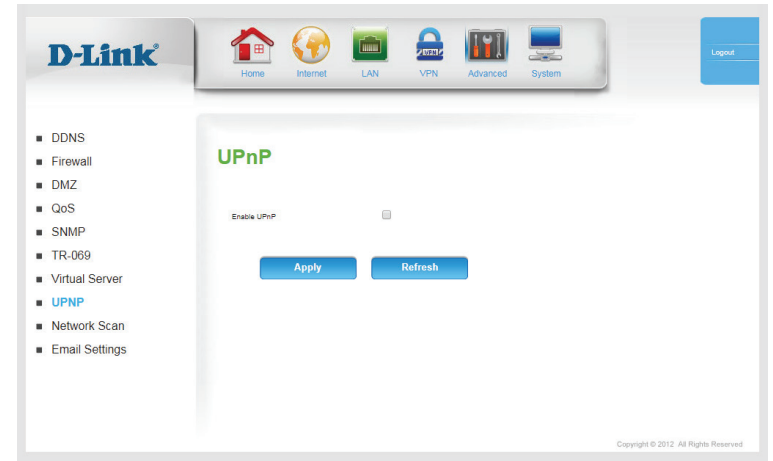 D-Link
Home
Internet
LAN
VPN
VPN
Advanced
System
Logout
DDNS
Firewall
DMZ
QoS
SNMP
TR-069
Virtual Server
UPNP
Network Scan
Email Settings
UPnP
Enable UPnP
Apply
Refresh
Copyright © 2012 All Rights Reserved